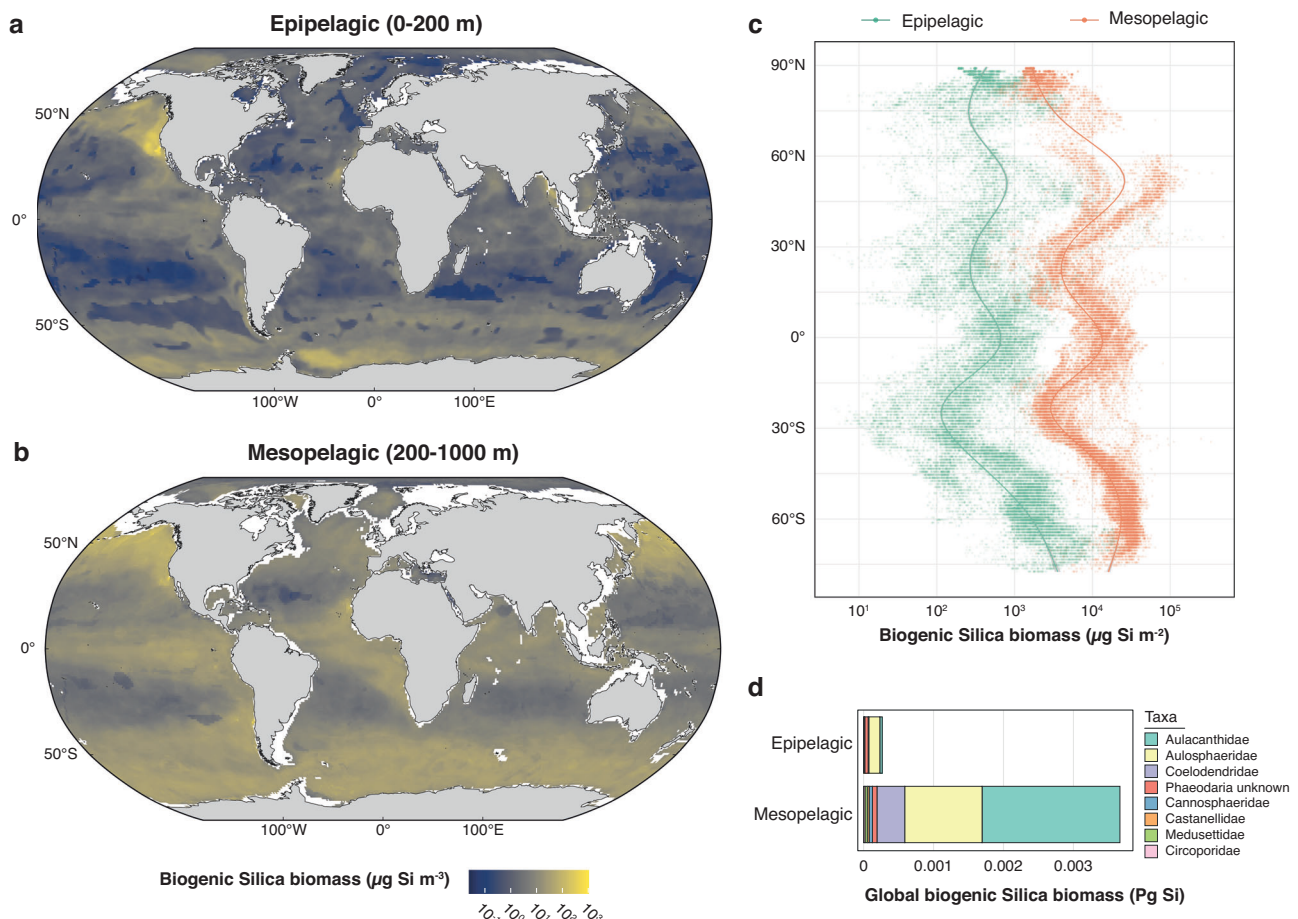 a
Epipelagic (0-200 m)
50°N
0°
50°S
100°W 0° 100°E
b
Mesopelagic (200-1000 m)
50°N
0°
50°S
100°W 0° 100°E
Biogenic Silica biomass (µg Si m⁻³)
10⁰ 10¹ 10²
c
Epipelagic Mesopelagic
90°N
60°N
30°N
0°
30°S
60°S
10¹ 10² 10³ 10⁴ 10⁵
Biogenic Silica biomass (µg Si m⁻²)
d
Epipelagic
Mesopelagic
0 0.001 0.002 0.003
Global biogenic Silica biomass (Pg Si)
Taxa
Aulacanthidae
Aulosphaeridae
Coelodendridae
Phaeodaria unknown
Cannosphaeridae
Castanellidae
Medusettidae
Circoporidae